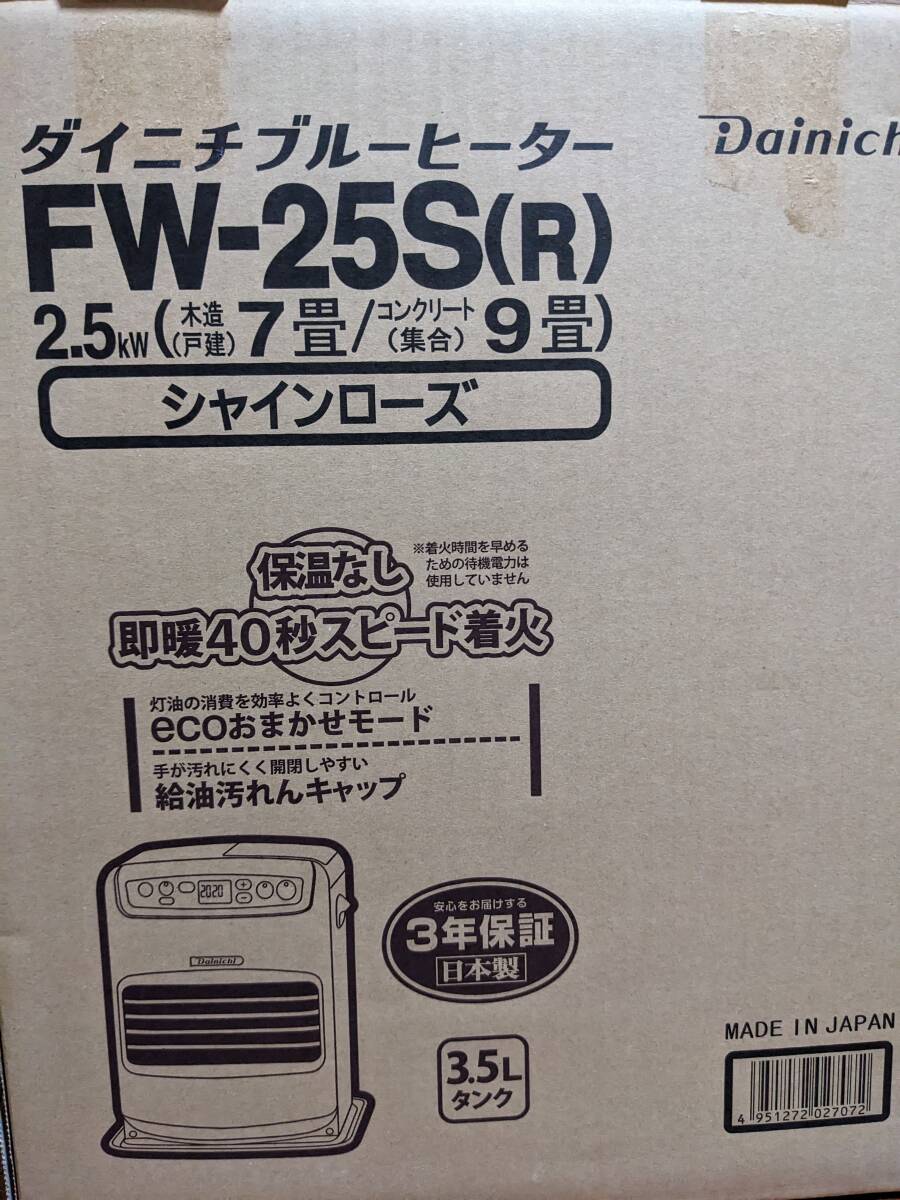 ダイニチブルーヒーター
Dainichi
FW-25S(R)
2.5kW(木造(戸建)7畳/コンクリート(集合)9畳)
シャインローズ
保温なし
※着火時間を早める
ための待機電力は
使用していません
即暖40秒スピード着火
灯油の消費を効率よくコントロール
ecoおまかせモード
手が汚れにくく開閉しやすい
給油汚れんキャップ
2020
Dainichi
安心をお届けする
3年保証
日本製
3.5L
タンク
MADE IN JAPAN
4 951272 027072